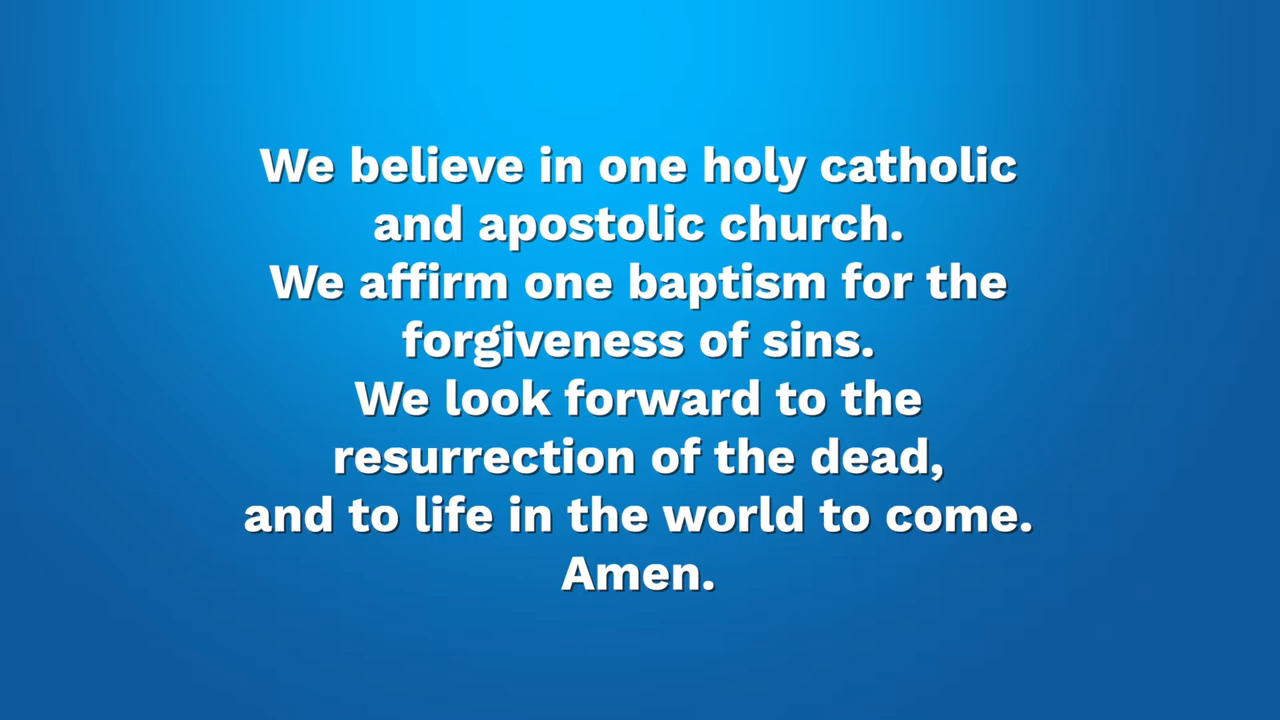 We believe in one holy catholic
and apostolic church.
We affirm one baptism for the
forgiveness of sins.
We look forward to the
resurrection of the dead,
and to life in the world to come.
Amen.